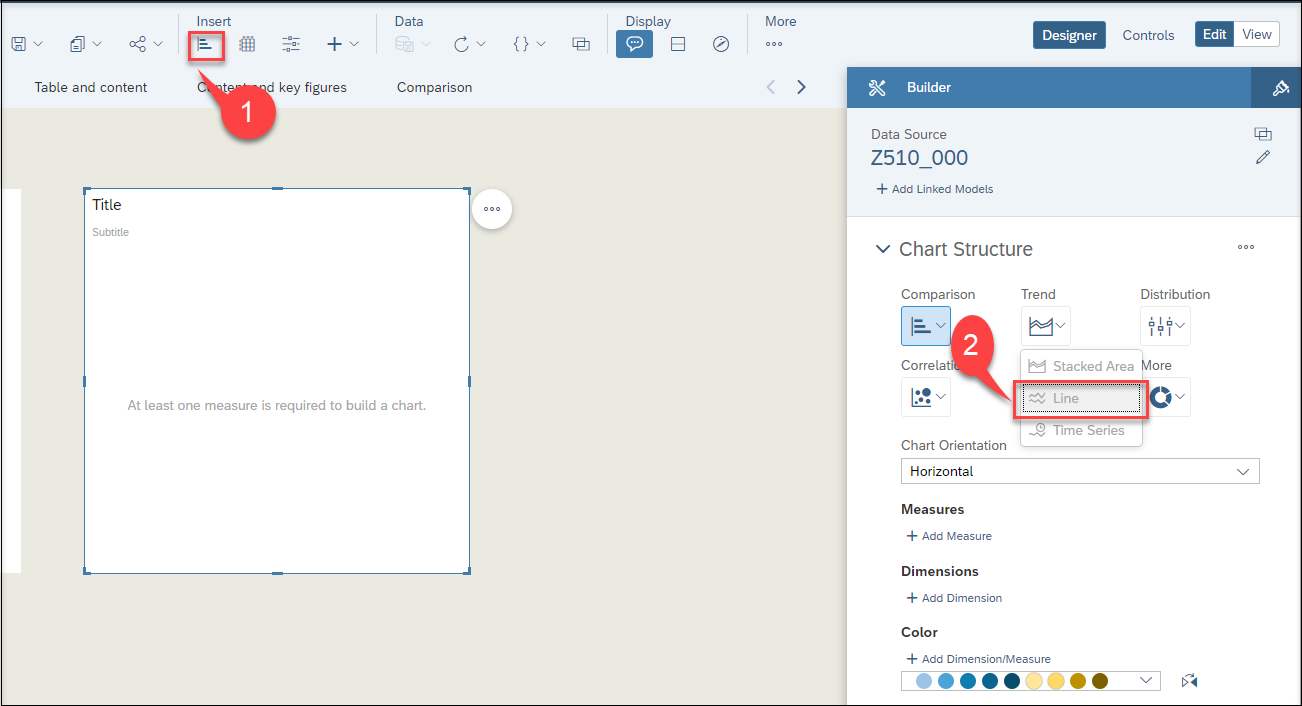 Insert
Data
Display
More
Designer
Controls
Edit
View
Table and content
Content and key figures
Comparison
1
Builder
Data Source
Z510_000
+ Add Linked Models
Title
Subtitle
At least one measure is required to build a chart.
Chart Structure
Comparison
Trend
Distribution
2
Stacked Area
More
Line
Time Series
Chart Orientation
Horizontal
Measures
+ Add Measure
Dimensions
+ Add Dimension
Color
+ Add Dimension/Measure